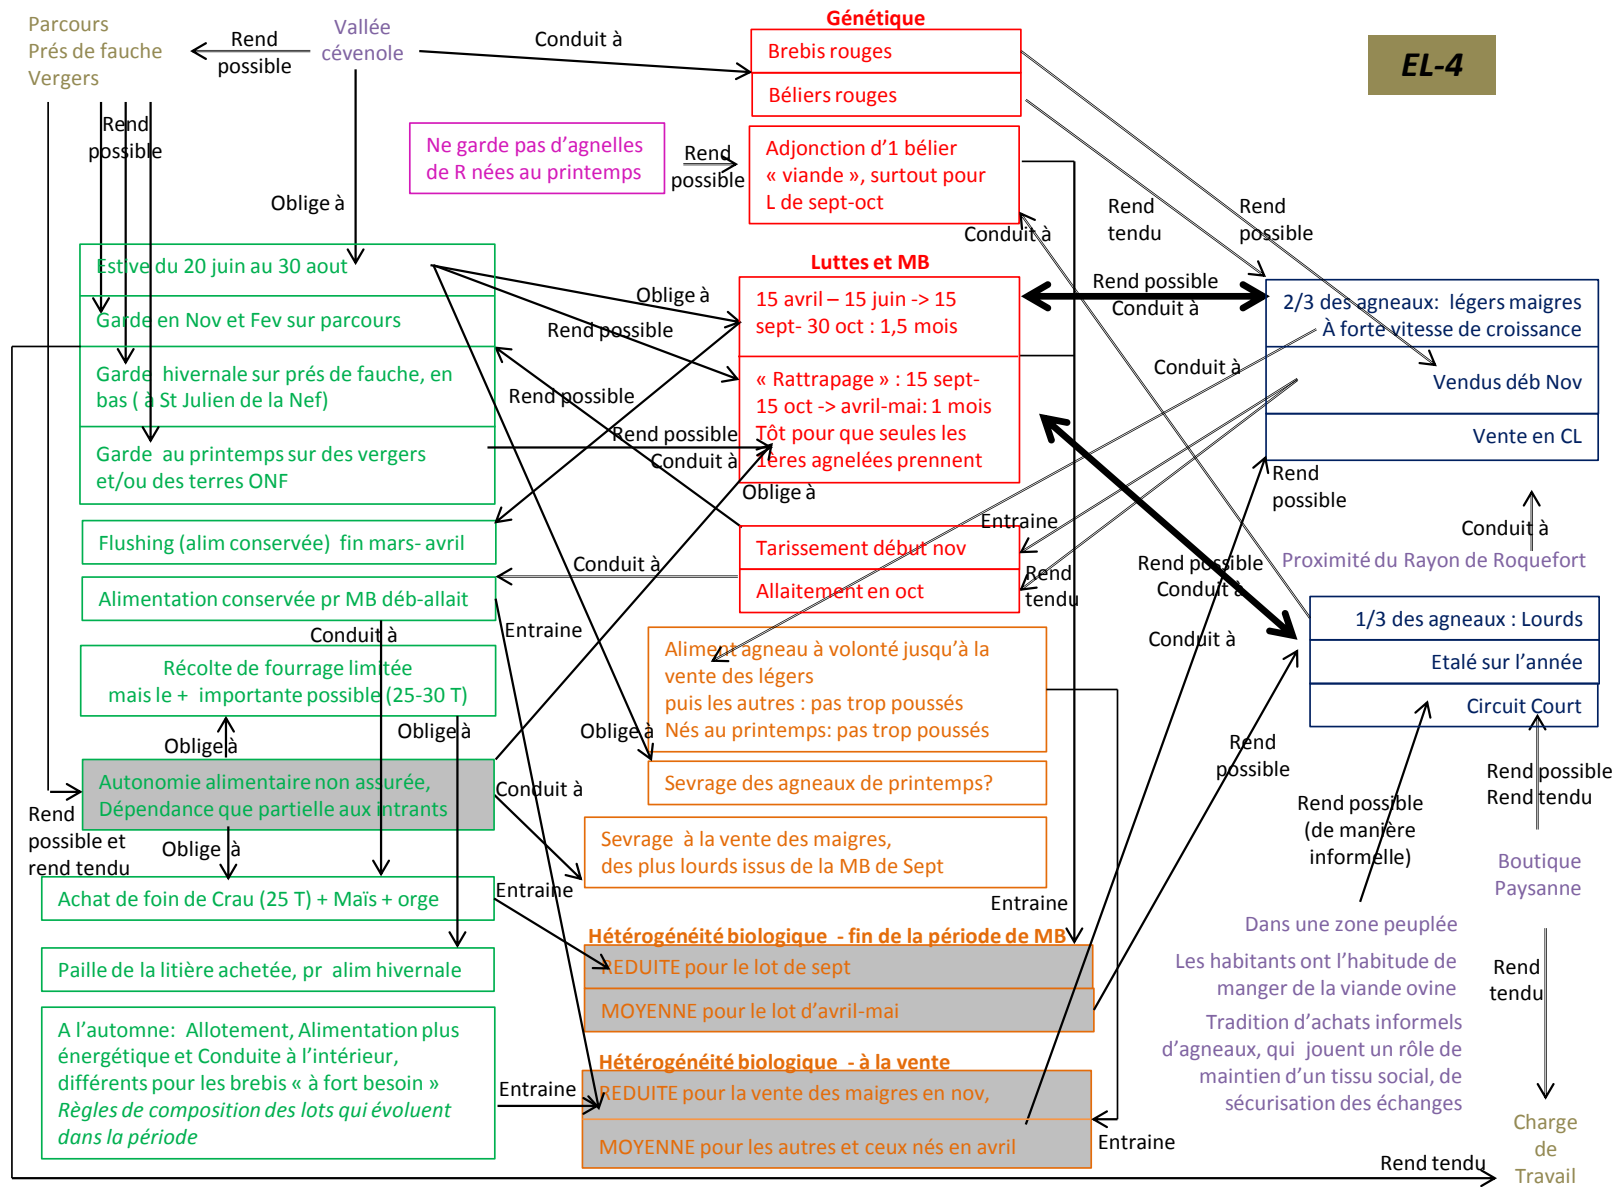 Parcours
Prés de fauche
Vergers
Rend
possible
Vallée
cévenole
Conduit à
Génétique
Brebis rouges
Béliers rouges
EL-4
Rend
possible
Ne garde pas d’agnelles
de R nées au printemps
Rend
possible
Adjonction d’1 bélier
« viande », surtout pour
L de sept-oct
Oblige à
Rend
tendu
Rend
possible
Conduit à
Estive du 20 juin au 30 aout
Garde en Nov et Fev sur parcours
Garde hivernale sur prés de fauche, en
bas ( à St Julien de la Nef)
Garde au printemps sur des vergers
et/ou des terres ONF
Oblige à
Rend possible
Rend possible
Rend possible
Conduit à
Luttes et MB
15 avril – 15 juin -> 15
sept- 30 oct : 1,5 mois
« Rattrapage » : 15 sept-
15 oct -> avril-mai: 1 mois
Tôt pour que seules les
1ères agnelées prennent
Oblige à
Rend possible
Conduit à
2/3 des agneaux: légers maigres
À forte vitesse de croissance
Vendus déb Nov
Vente en CL
Conduit à
Rend
possible
Entraine
Conduit à
Flushing (alim conservée) fin mars- avril
Alimentation conservée pr MB déb-allait
Conduit à
Tarissement début nov
Allaitement en oct
Rend
tendu
Rend possible
Conduit à
Proximité du Rayon de Roquefort
Conduit à
Entraine
Conduit à
1/3 des agneaux : Lourds
Etalé sur l’année
Circuit Court
Récolte de fourrage limitée
mais le + importante possible (25-30 T)
Aliment agneau à volonté jusqu’à la
vente des légers
puis les autres : pas trop poussés
Nés au printemps: pas trop poussés
Oblige à
Oblige à
Oblige à
Autonomie alimentaire non assurée,
Dépendance que partielle aux intrants
Conduit à
Sevrage des agneaux de printemps?
Rend
possible
Rend possible
Rend tendu
Rend
possible et
rend tendu
Oblige à
Sevrage à la vente des maigres,
des plus lourds issus de la MB de Sept
Rend possible
(de manière
informelle)
Boutique
Paysanne
Achat de foin de Crau (25 T) + Maïs + orge
Entraine
Entraine
Hétérogénéité biologique - fin de la période de MB
REDUITE pour le lot de sept
MOYENNE pour le lot d’avril-mai
Dans une zone peuplée
Les habitants ont l’habitude de
manger de la viande ovine
Tradition d’achats informels
d’agneaux, qui jouent un rôle de
maintien d’un tissu social, de
sécurisation des échanges
Rend
tendu
Paille de la litière achetée, pr alim hivernale
A l’automne: Allotement, Alimentation plus
énergétique et Conduite à l’intérieur,
différents pour les brebis « à fort besoin »
Règles de composition des lots qui évoluent
dans la période
Entraine
Hétérogénéité biologique - à la vente
REDUITE pour la vente des maigres en nov,
MOYENNE pour les autres et ceux nés en avril
Entraine
Rend tendu
Charge
de
Travail